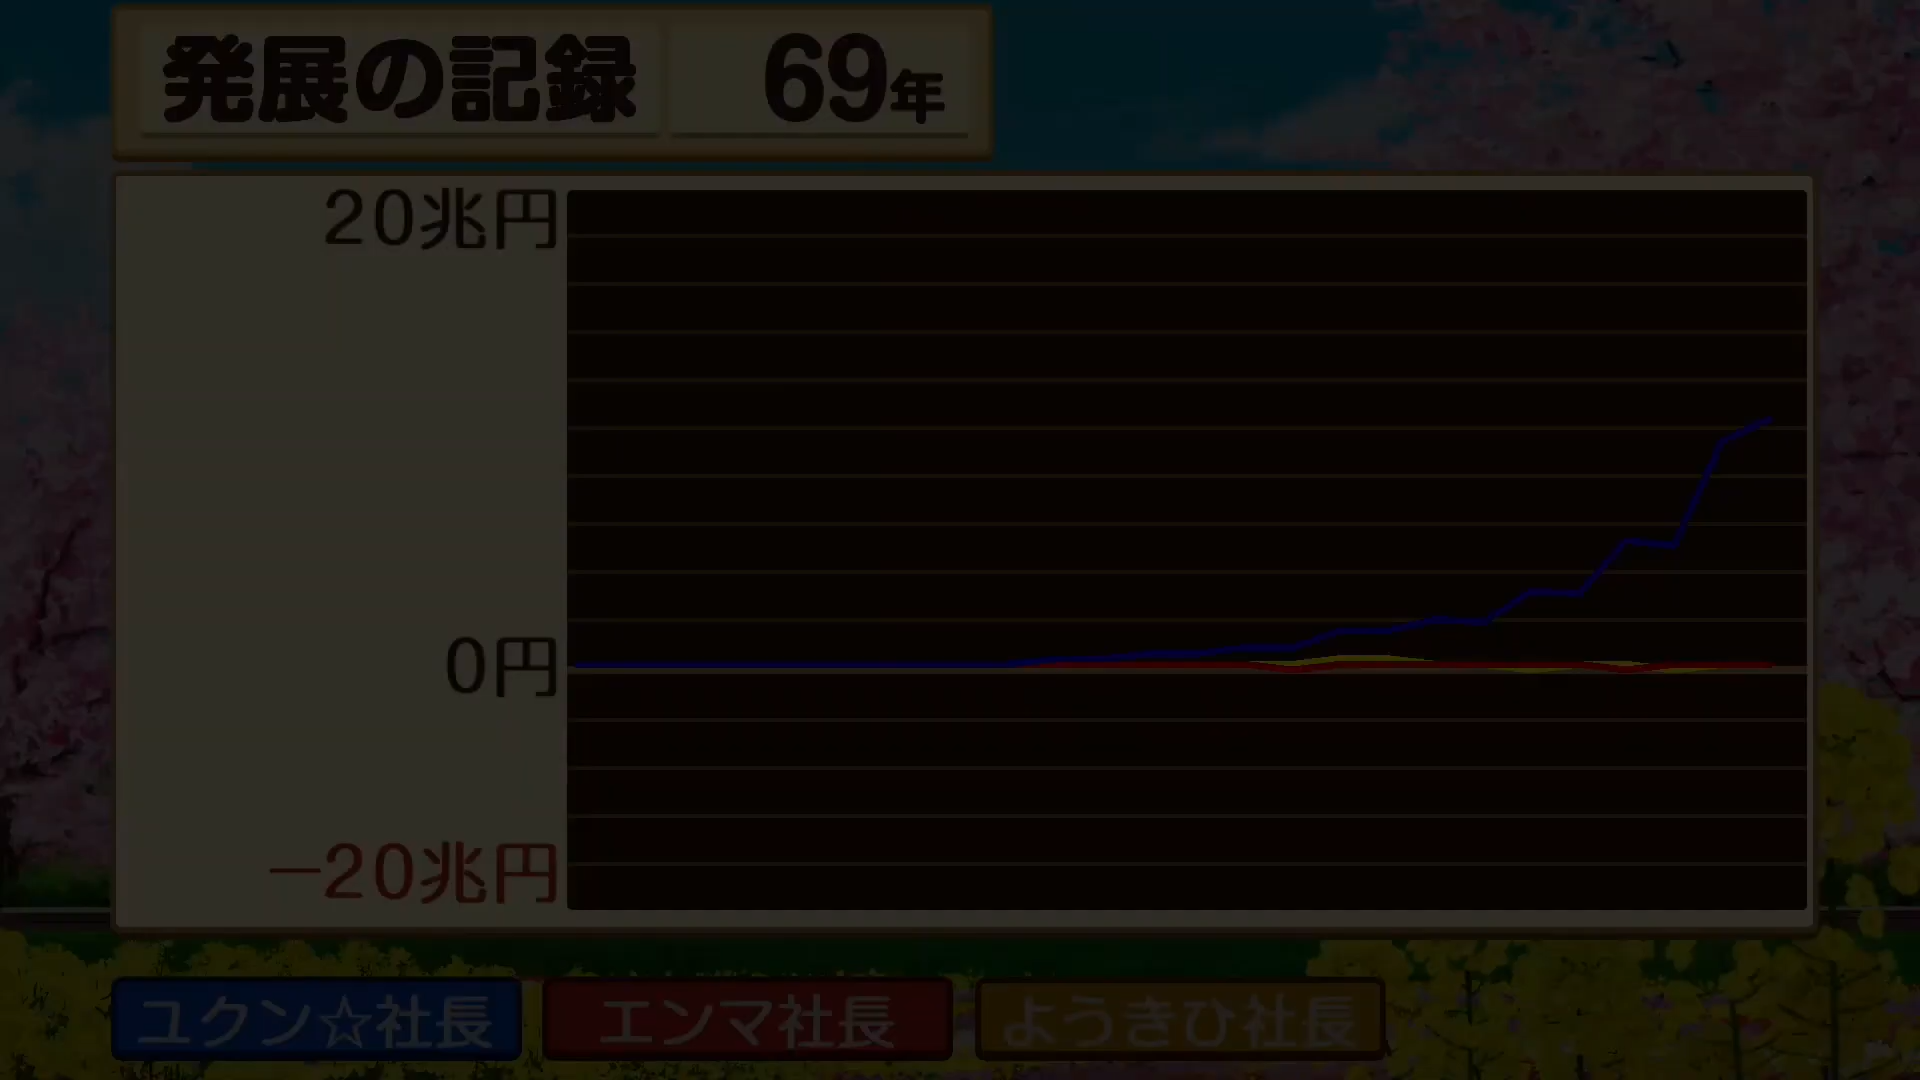 発展の記録 69年
20兆円
0円
−20兆円
ユクン☆社長 エンマ社長 ようきひ社長